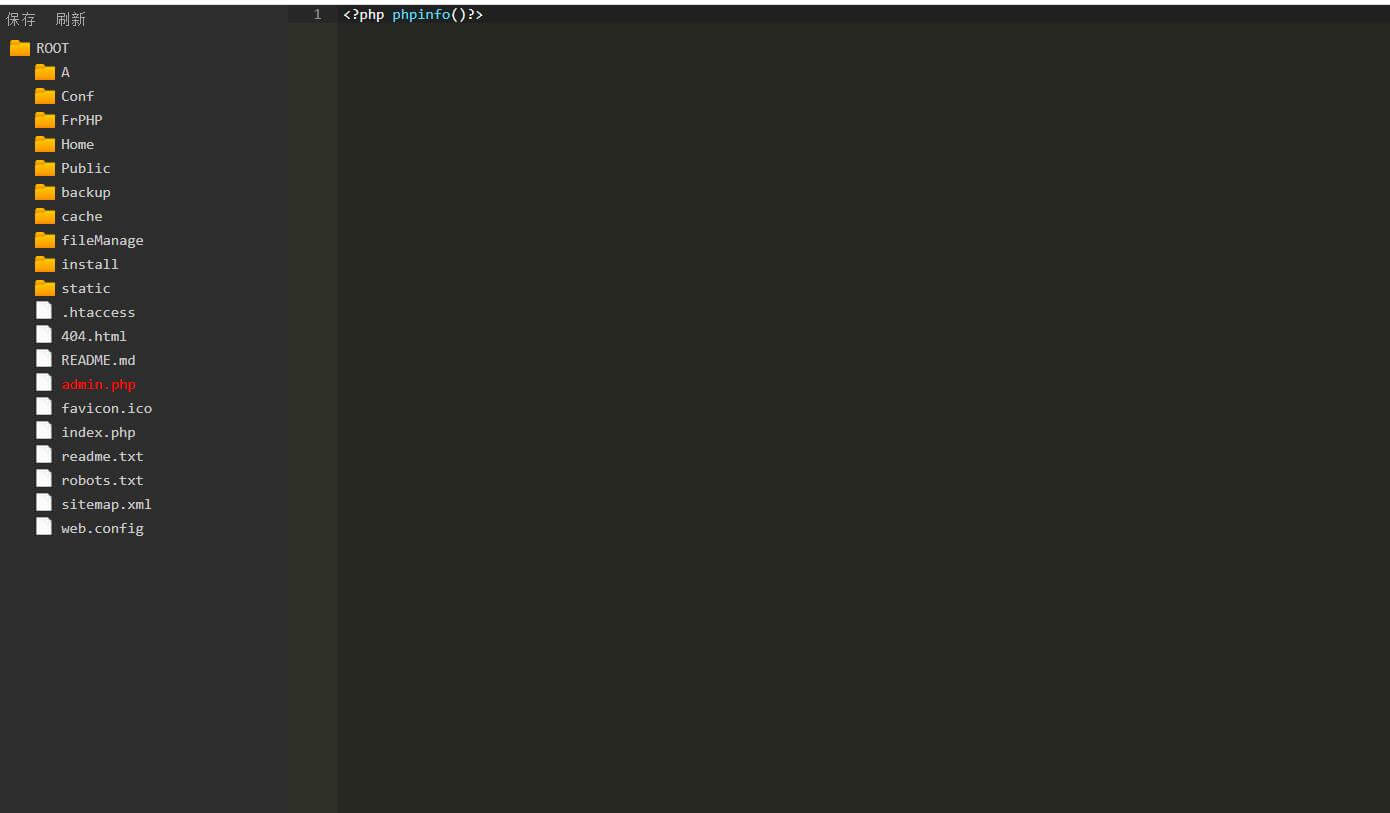 保存 刷新
ROOT
A
Conf
FrPHP
Home
Public
backup
cache
fileManage
install
static
.htaccess
404.html
README.md
admin.php
favicon.ico
index.php
readme.txt
robots.txt
sitemap.xml
web.config
1 <?php phpinfo()?>